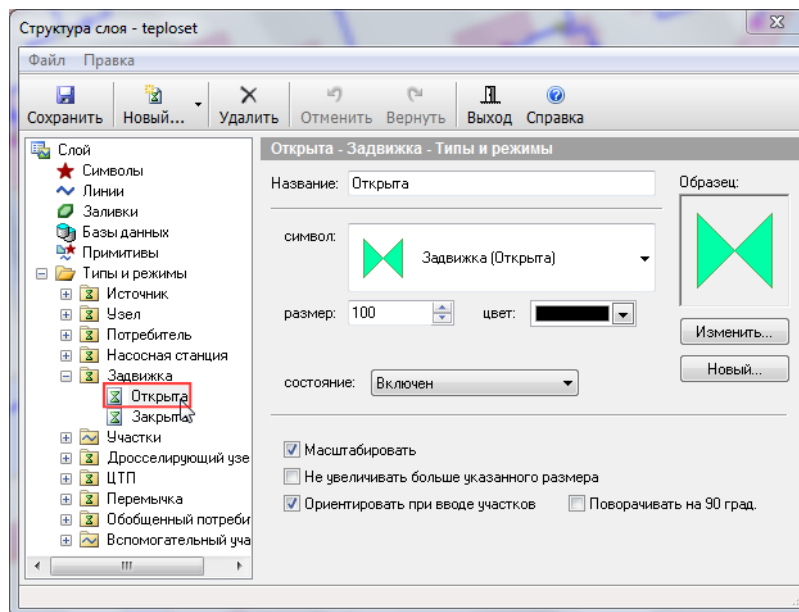 Структура слоя - teploset
Файл Правка
Сохранить Новый... Удалить Отменить Вернуть Выход Справка
Слой
Символы
Линии
Заливки
Базы данных
Примитивы
Типы и режимы
Источник
Узел
Потребитель
Насосная станция
Задвижка
Открыта
Закрыта
Участки
Дросселирующий узе
ЦТП
Перемычка
Обобщенный потреби
Вспомогательный уча
Открыта - Задвижка - Типы и режимы
Название: Открыта
Образец:
символ: Задвижка (Открыта)
размер: 100 цвет:
Изменить...
Новый...
состояние: Включен
Масштабировать
Не увеличивать больше указанного размера
Ориентировать при вводе участков Поворачивать на 90 град.